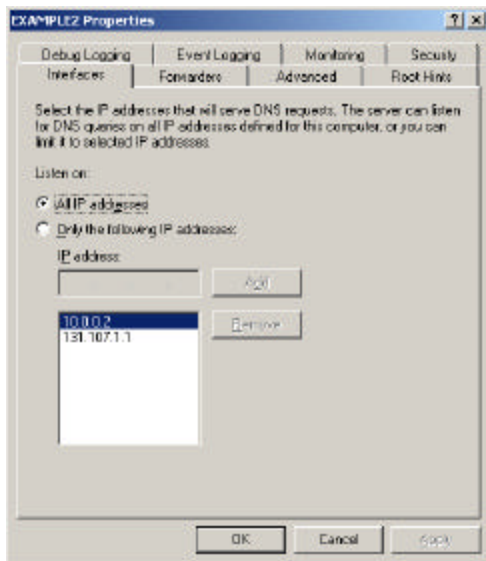 EXAMPLE2 Properties
Debug Logging Event Logging Monitoring Security
Interfaces Forwarders Advanced Root Hints
Select the IP addresses that will serve DNS requests. The server can listen
for DNS queries on all IP addresses defined for this computer, or you can
limit it to selected IP addresses.
Listen on:
All IP addresses
Only the following IP addresses:
IP address:
Add
10.0.0.2
Remove
131.107.1.1
OK Cancel Apply